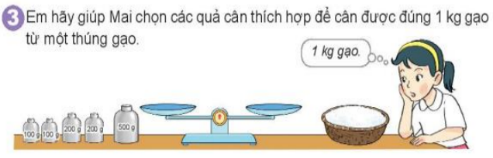 3 Em hãy giúp Mai chọn các quả cân thích hợp để cân được đúng 1 kg gạo
từ một thúng gạo.
1 kg gạo.
100 g 100 g 200 g 200 g 500 g